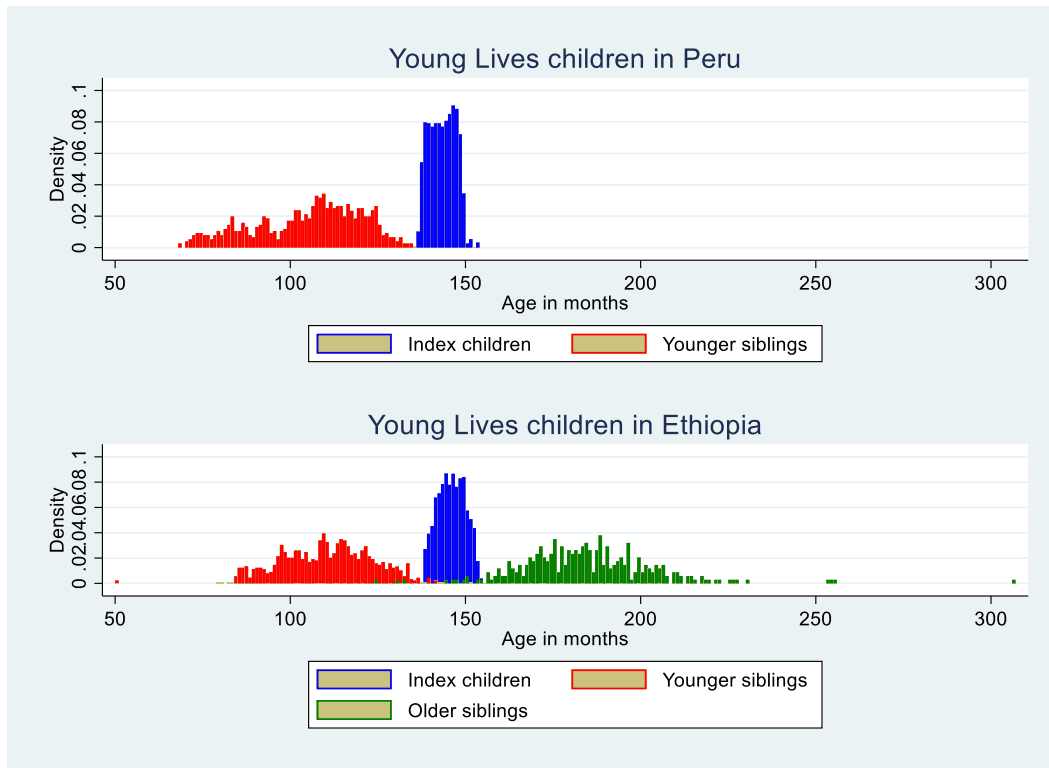 Young Lives children in Peru
Density
0 .02 .04 .06 .08 .1
50 100 150 200 250 300
Age in months
Index children Younger siblings
Young Lives children in Ethiopia
Density
0 .02 .04 .06 .08 .1
50 100 150 200 250 300
Age in months
Index children Younger siblings
Older siblings